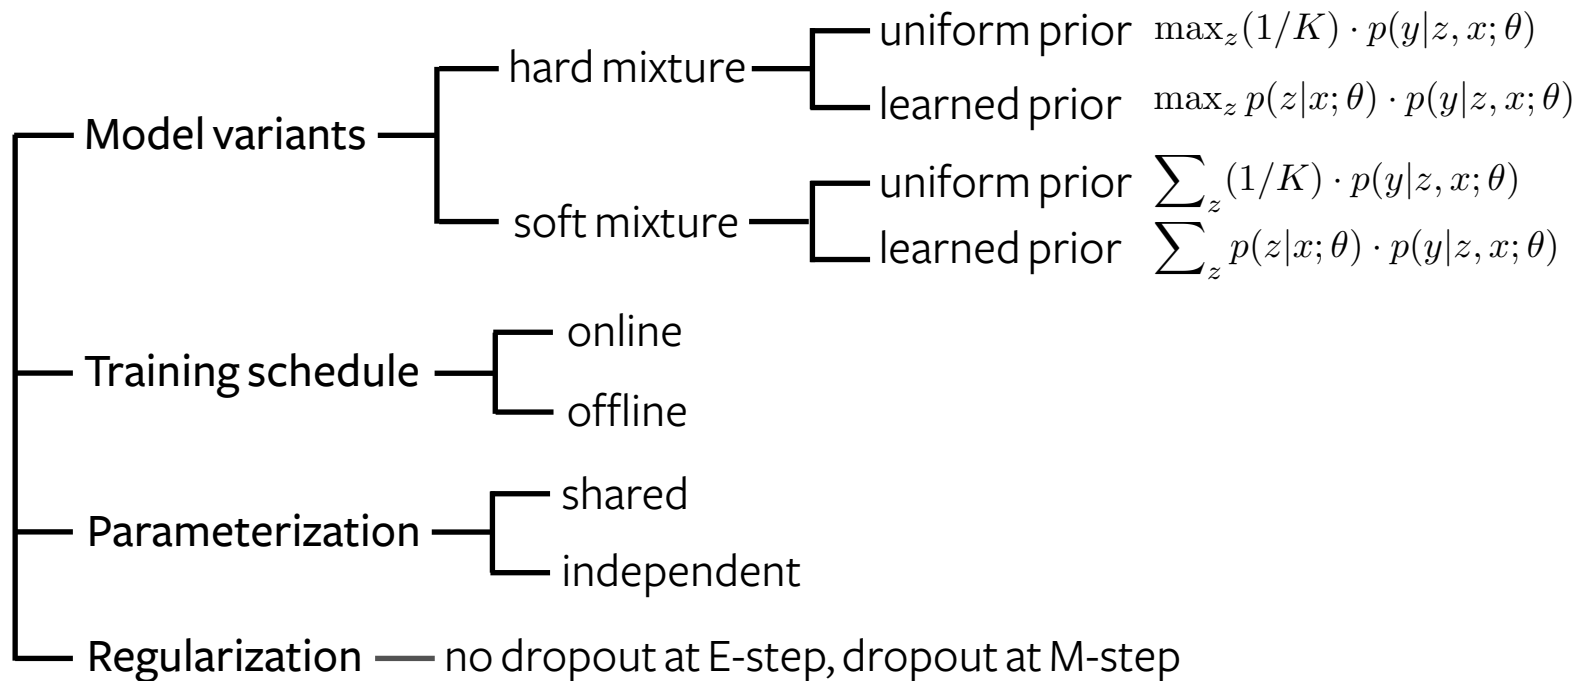 uniform prior max_z(1/K) · p(y|z, x; θ)
hard mixture
learned prior max_z p(z|x; θ) · p(y|z, x; θ)
Model variants
uniform prior ∑_z (1/K) · p(y|z, x; θ)
soft mixture
learned prior ∑_z p(z|x; θ) · p(y|z, x; θ)
online
Training schedule
offline
shared
Parameterization
independent
Regularization no dropout at E-step, dropout at M-step